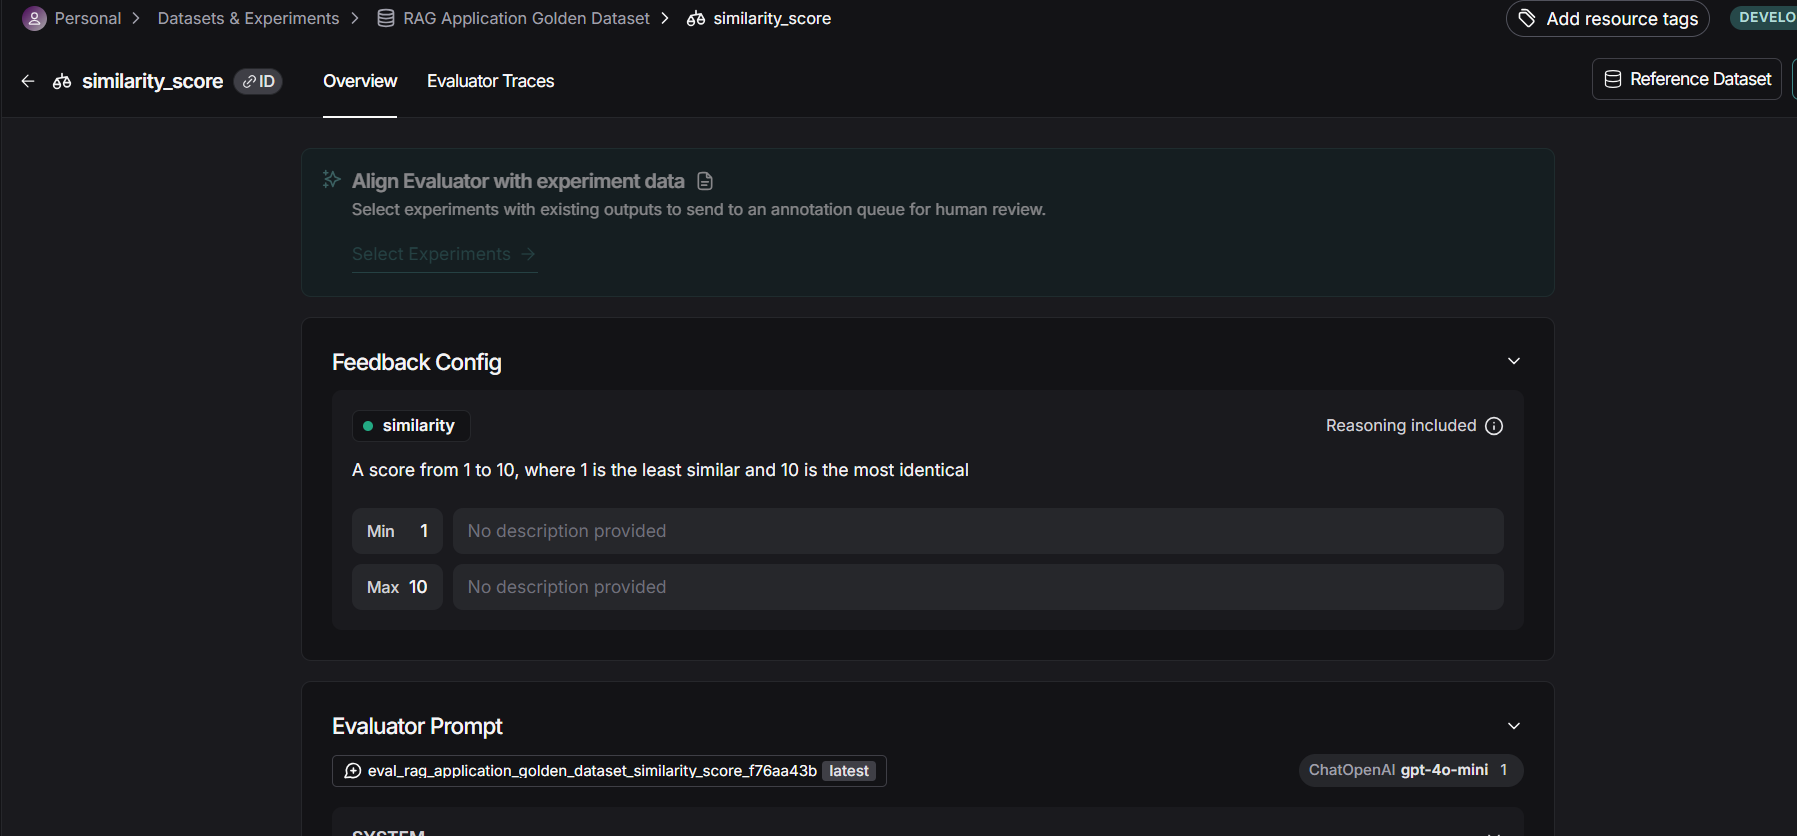 Personal > Datasets & Experiments > RAG Application Golden Dataset > similarity_score
Add resource tags
DEVELO
similarity_score ID Overview Evaluator Traces Reference Dataset
Align Evaluator with experiment data
Select experiments with existing outputs to send to an annotation queue for human review.
Select Experiments →
Feedback Config
similarity Reasoning included
A score from 1 to 10, where 1 is the least similar and 10 is the most identical
Min 1 No description provided
Max 10 No description provided
Evaluator Prompt
eval_rag_application_golden_dataset_similarity_score_f76aa43b latest ChatOpenAI gpt-4o-mini 1
SYSTEM